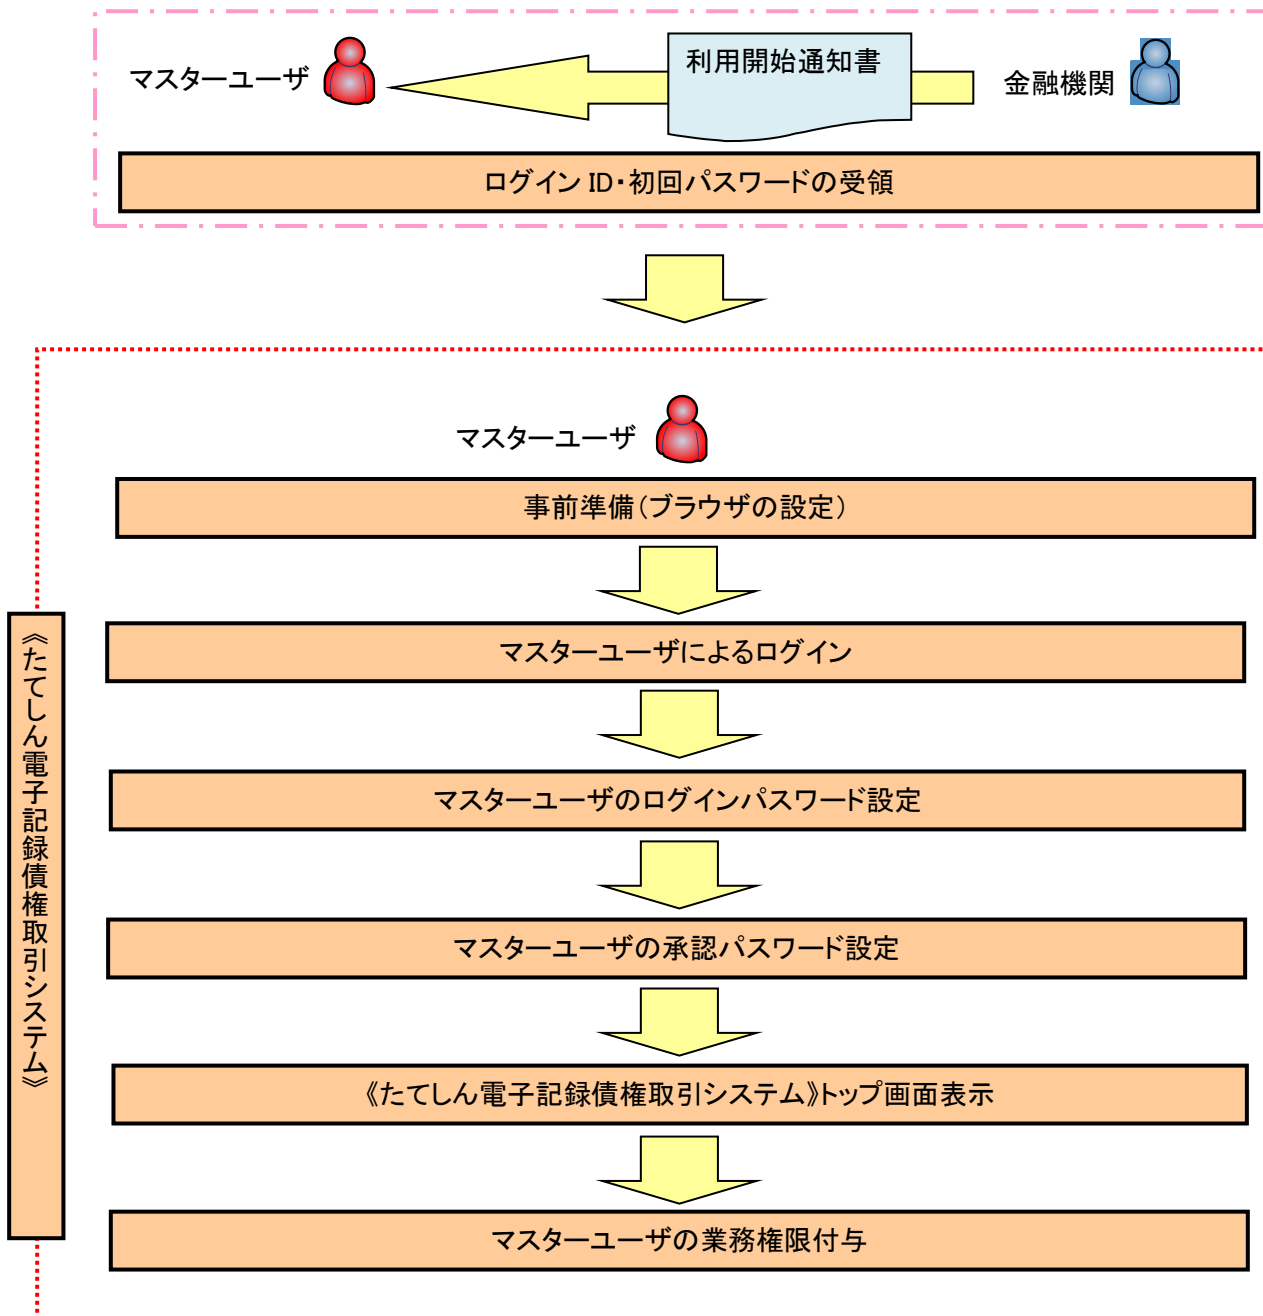 マスターユーザ
利用開始通知書
金融機関
ログイン ID・初回パスワードの受領
マスターユーザ
事前準備（ブラウザの設定）
マスターユーザによるログイン
《たてしん電子記録債権取引システム》
マスターユーザのログインパスワード設定
マスターユーザの承認パスワード設定
《たてしん電子記録債権取引システム》トップ画面表示
マスターユーザの業務権限付与